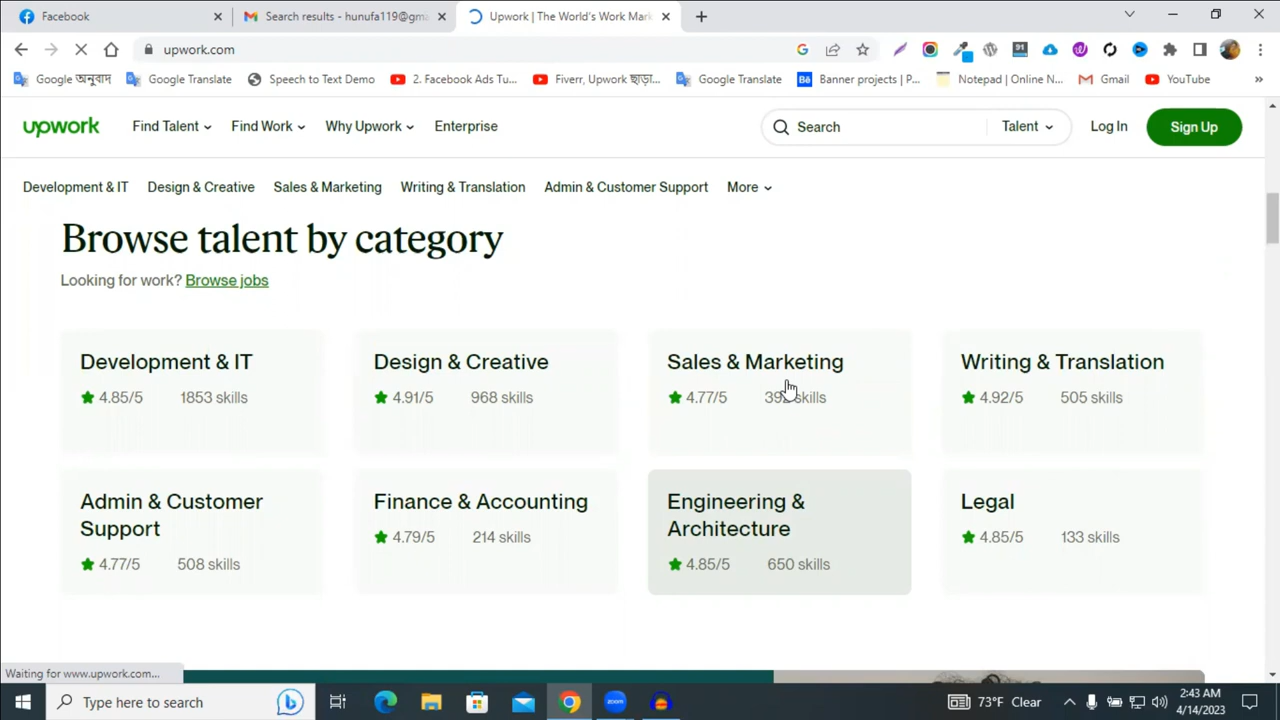 Facebook
Search results - hunufa119@gma
Upwork | The World's Work Mark
upwork.com
Google অনুবাদ
Google Translate
Speech to Text Demo
2. Facebook Ads Tu...
Fiverr, Upwork ছাড়া...
Google Translate
Banner projects | P...
Notepad | Online N...
Gmail
YouTube
»
upwork
Find Talent
Find Work
Why Upwork
Enterprise
Search
Talent
Log In
Sign Up
Development & IT
Design & Creative
Sales & Marketing
Writing & Translation
Admin & Customer Support
More
Browse talent by category
Looking for work? Browse jobs
Development & IT
4.85/5 1853 skills
Design & Creative
4.91/5 968 skills
Sales & Marketing
4.77/5 skills
Writing & Translation
4.92/5 505 skills
Admin & Customer
Support
4.77/5 508 skills
Finance & Accounting
4.79/5 214 skills
Engineering &
Architecture
4.85/5 650 skills
Legal
4.85/5 133 skills
Waiting for www.upwork.com...
Type here to search
zoom
73°F Clear
2:43 AM
4/14/2023